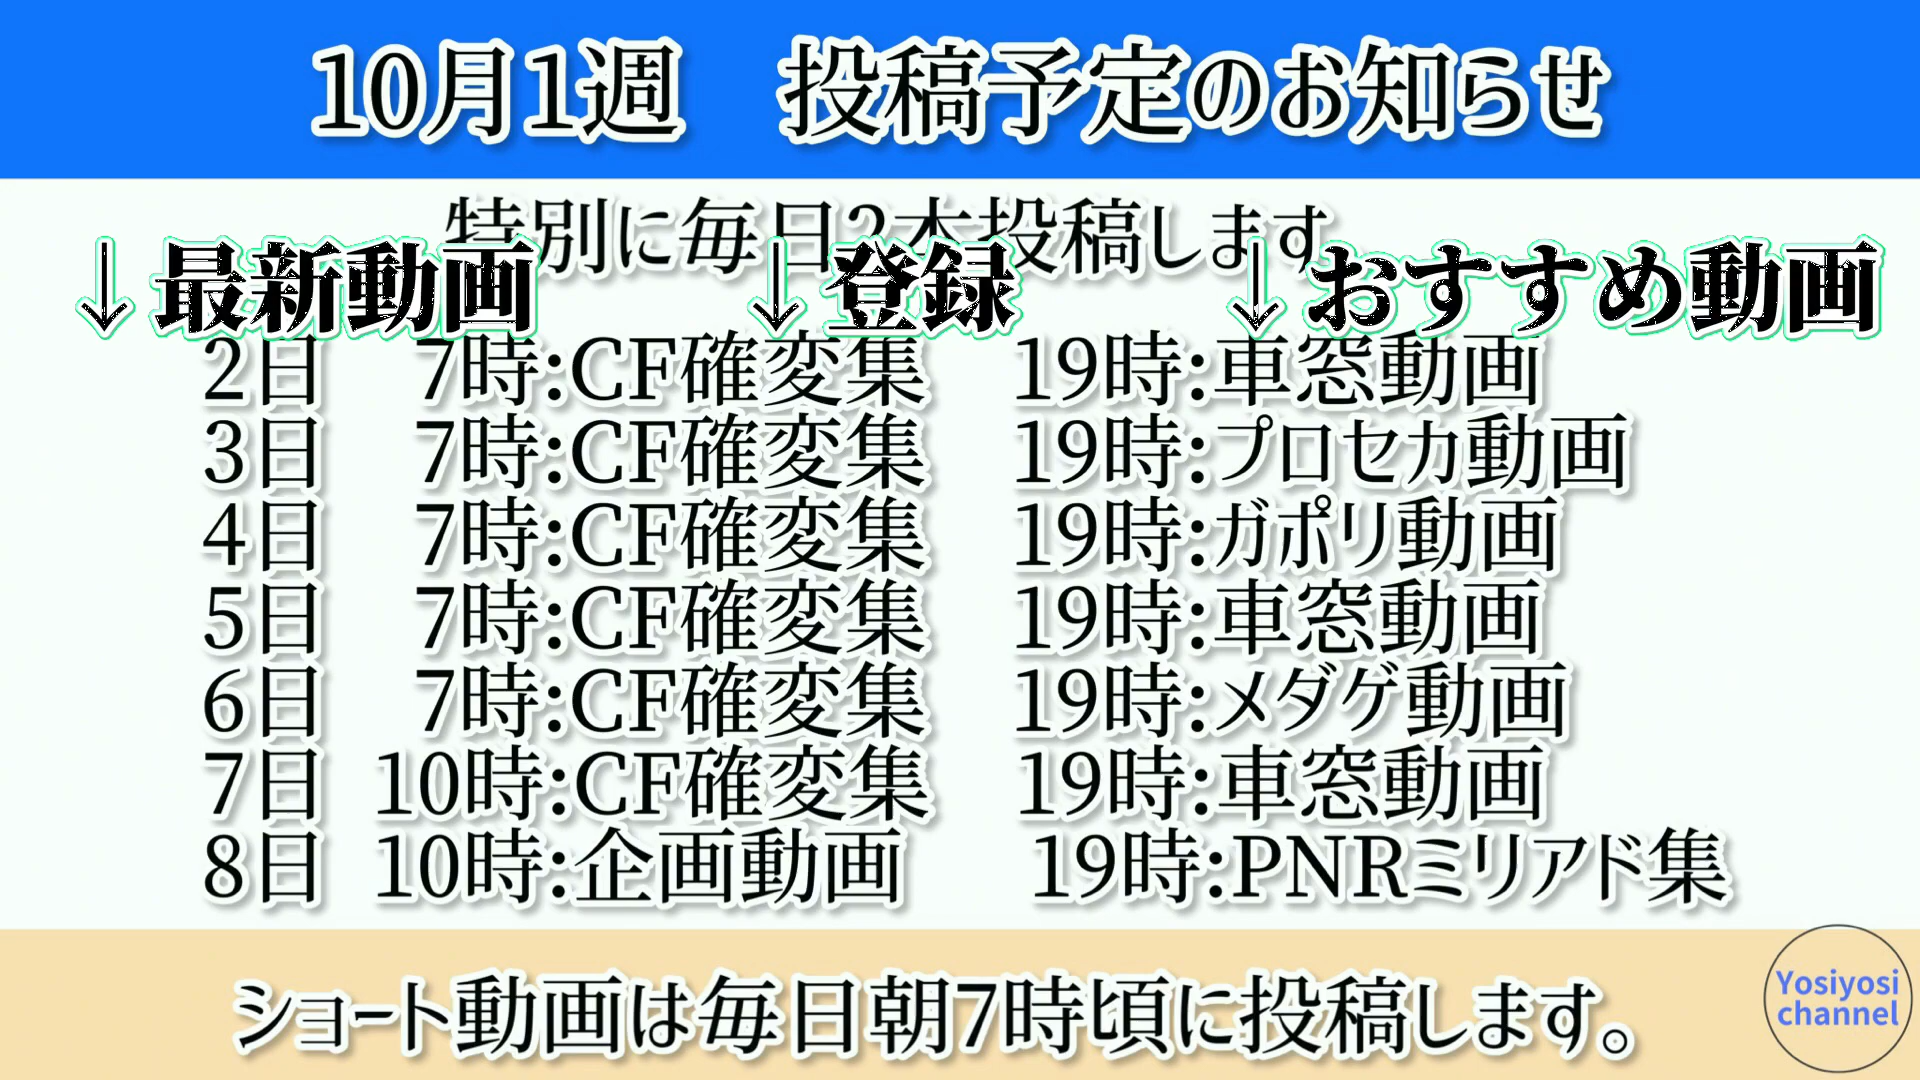 10月1週　投稿予定のお知らせ
特別に毎日2本投稿します
↓最新動画　↓登録　↓おすすめ動画
2日　7時:CF確変集　19時:車窓動画
3日　7時:CF確変集　19時:プロセカ動画
4日　7時:CF確変集　19時:ガポリ動画
5日　7時:CF確変集　19時:車窓動画
6日　7時:CF確変集　19時:メダゲ動画
7日　10時:CF確変集　19時:車窓動画
8日　10時:企画動画　19時:PNRミリアド集
ショート動画は毎日朝7時頃に投稿します。
Yosiyosi
channel